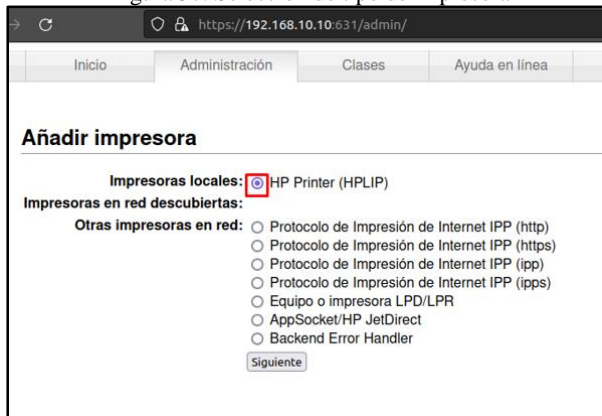 https://192.168.10.10:631/admin/
Inicio Administración Clases Ayuda en línea
Añadir impresora
Impresoras locales: HP Printer (HPLIP)
Impresoras en red descubiertas:
Otras impresoras en red: Protocolo de Impresión de Internet IPP (http)
Protocolo de Impresión de Internet IPP (https)
Protocolo de Impresión de Internet IPP (ipp)
Protocolo de Impresión de Internet IPP (ipps)
Equipo o impresora LPD/LPR
AppSocket/HP JetDirect
Backend Error Handler
Siguiente